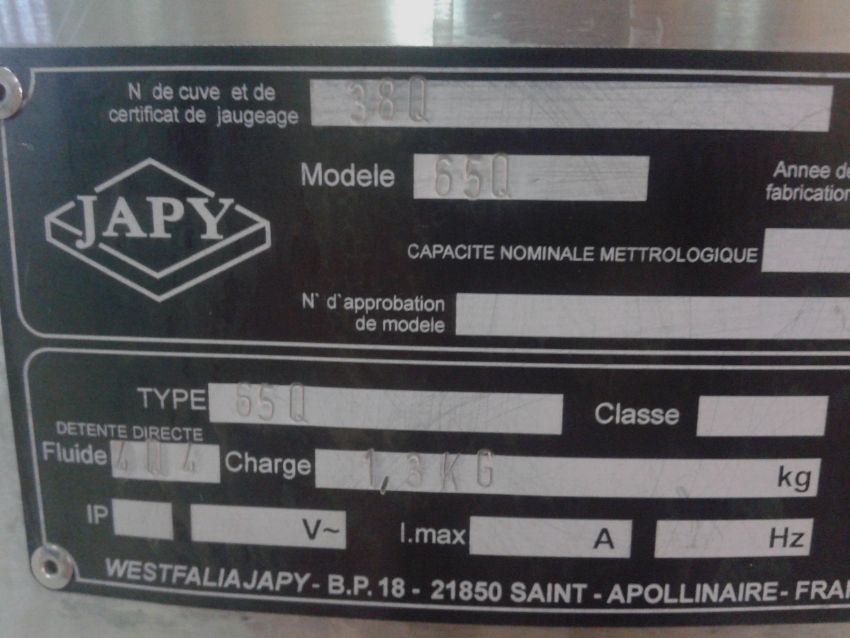 N de cuve et de
certificat de jaugeage 38Q
JAPY
Modele 65Q
Annee de
fabrication
CAPACITE NOMINALE METTROLOGIQUE
N° d'approbation
de modele
TYPE 65Q Classe
DETENTE DIRECTE
Fluide 4Q4 Charge 1,3KG kg
IP V~ I.max A Hz
WESTFALIAJAPY - B.P. 18 - 21850 SAINT - APOLLINAIRE - FRA